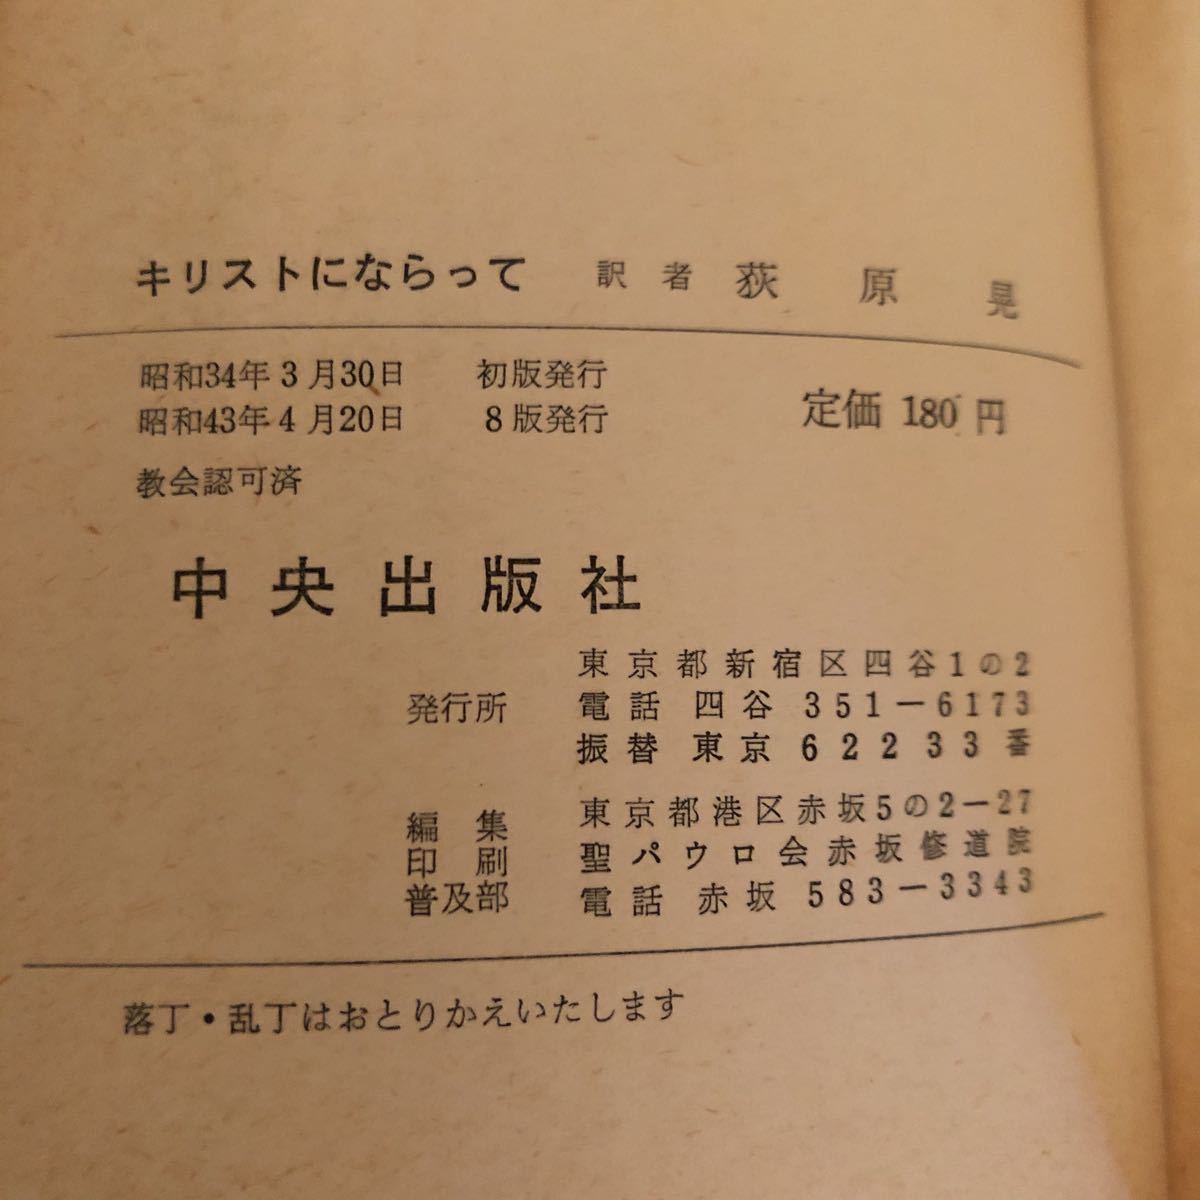 キリストにならって 訳者 荻原 晃
昭和34年3月30日 初版発行
昭和43年4月20日 8版発行
定価 180円
教会認可済
中央出版社
発行所
東京都新宿区四谷1の2
電話 四谷 351-6173
振替 東京 62233番
編集
印刷
普及部
東京都港区赤坂5の2-27
聖パウロ会赤坂修道院
電話 赤坂 583-3343
落丁・乱丁はおとりかえいたします